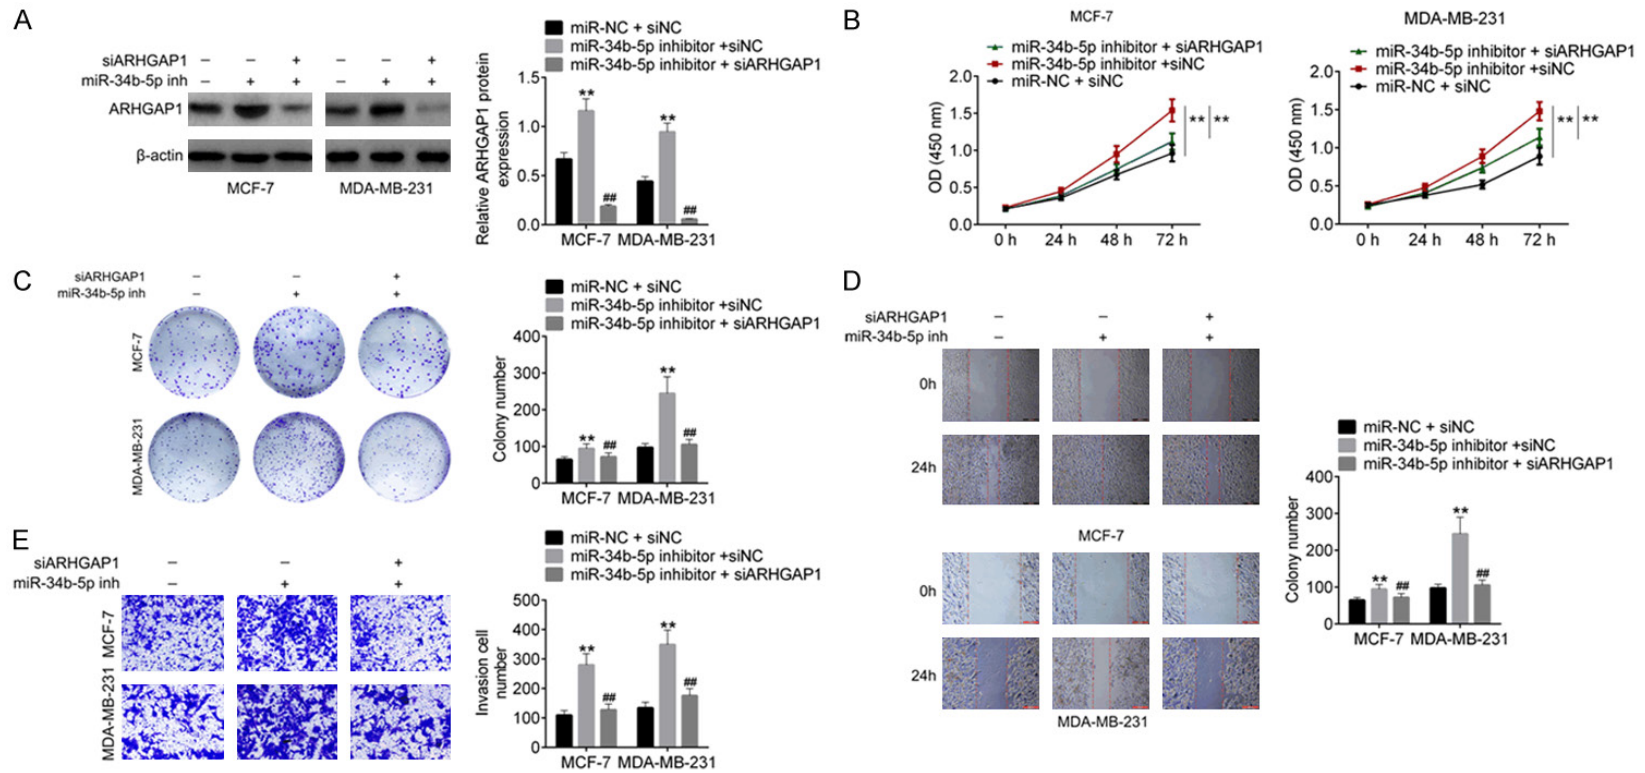 A
siARHGAP1 – – + – – +
miR-34b-5p inh – + + – + +
ARHGAP1
β-actin
MCF-7 MDA-MB-231
miR-NC + siNC
miR-34b-5p inhibitor +siNC
miR-34b-5p inhibitor + siARHGAP1
Relative ARHGAP1 protein
expression
1.5
1.0
0.5
0.0
** ** ## ##
MCF-7 MDA-MB-231
B
MCF-7
miR-34b-5p inhibitor + siARHGAP1
miR-34b-5p inhibitor +siNC
miR-NC + siNC
OD (450 nm)
2.0
1.5
1.0
0.5
0.0
** **
0 h 24 h 48 h 72 h
MDA-MB-231
miR-34b-5p inhibitor + siARHGAP1
miR-34b-5p inhibitor +siNC
miR-NC + siNC
OD (450 nm)
2.0
1.5
1.0
0.5
0.0
** **
0 h 24 h 48 h 72 h
C
siARHGAP1 – – +
miR-34b-5p inh – + +
MCF-7
MDA-MB-231
miR-NC + siNC
miR-34b-5p inhibitor +siNC
miR-34b-5p inhibitor + siARHGAP1
Colony number
400
300
200
100
0
** ## ** ##
MCF-7 MDA-MB-231
D
siARHGAP1 – – +
miR-34b-5p inh – + +
0h
24h
MCF-7
0h
24h
MDA-MB-231
miR-NC + siNC
miR-34b-5p inhibitor +siNC
miR-34b-5p inhibitor + siARHGAP1
Colony number
400
300
200
100
0
** ## ** ##
MCF-7 MDA-MB-231
E
siARHGAP1 – – +
miR-34b-5p inh – + +
MCF-7
MDA-MB-231
miR-NC + siNC
miR-34b-5p inhibitor +siNC
miR-34b-5p inhibitor + siARHGAP1
Invasion cell
number
500
400
300
200
100
0
** ## ** ##
MCF-7 MDA-MB-231